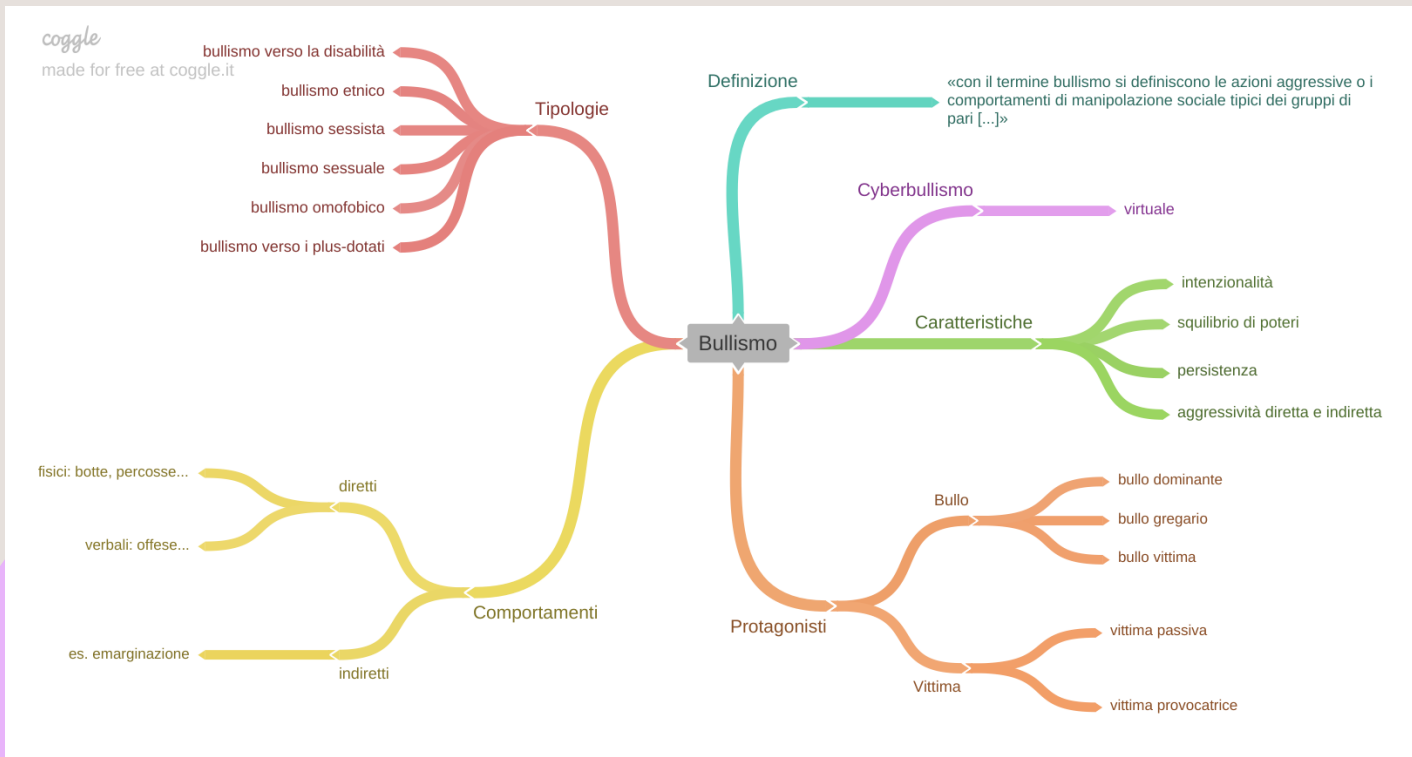 coggle
made for free at coggle.it
bullismo verso la disabilità
bullismo etnico
bullismo sessista
bullismo sessuale
bullismo omofobico
bullismo verso i plus-dotati
Tipologie
Definizione
«con il termine bullismo si definiscono le azioni aggressive o i
comportamenti di manipolazione sociale tipici dei gruppi di
pari [...]»
Cyberbullismo
virtuale
Caratteristiche
intenzionalità
squilibrio di poteri
persistenza
aggressività diretta e indiretta
Bullismo
fisici: botte, percosse...
diretti
verbali: offese...
Comportamenti
es. emarginazione
indiretti
Protagonisti
Bullo
bullo dominante
bullo gregario
bullo vittima
Vittima
vittima passiva
vittima provocatrice